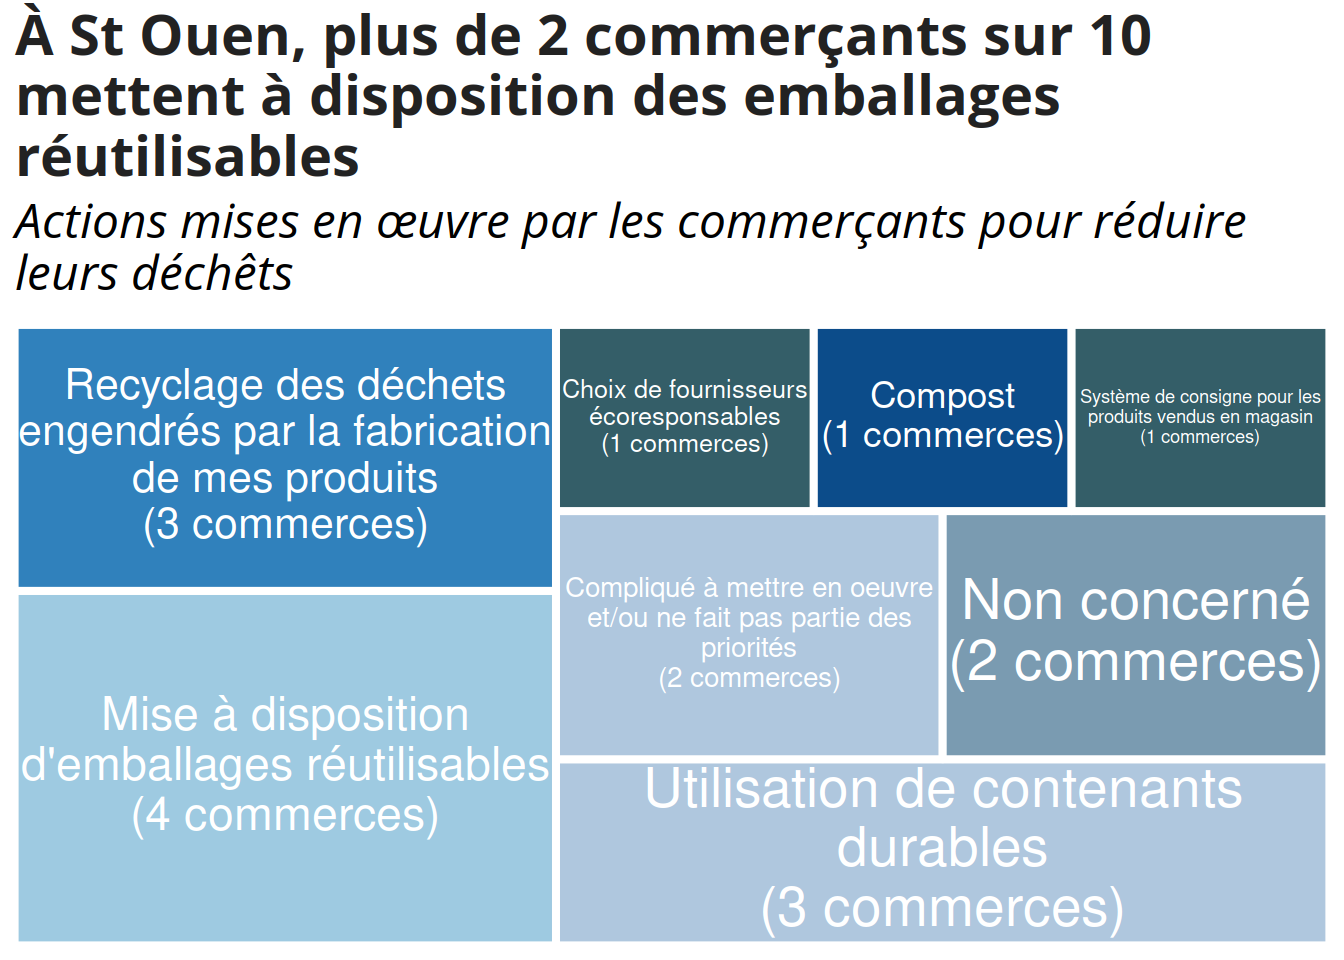 À St Ouen, plus de 2 commerçants sur 10
mettent à disposition des emballages
réutilisables
Actions mises en œuvre par les commerçants pour réduire
leurs déchêts
Recyclage des déchets
engendrés par la fabrication
de mes produits
(3 commerces)
Choix de fournisseurs
écoresponsables
(1 commerces)
Compost
(1 commerces)
Système de consigne pour les
produits vendus en magasin
(1 commerces)
Compliqué à mettre en oeuvre
et/ou ne fait pas partie des
priorités
(2 commerces)
Non concerné
(2 commerces)
Mise à disposition
d'emballages réutilisables
(4 commerces)
Utilisation de contenants
durables
(3 commerces)